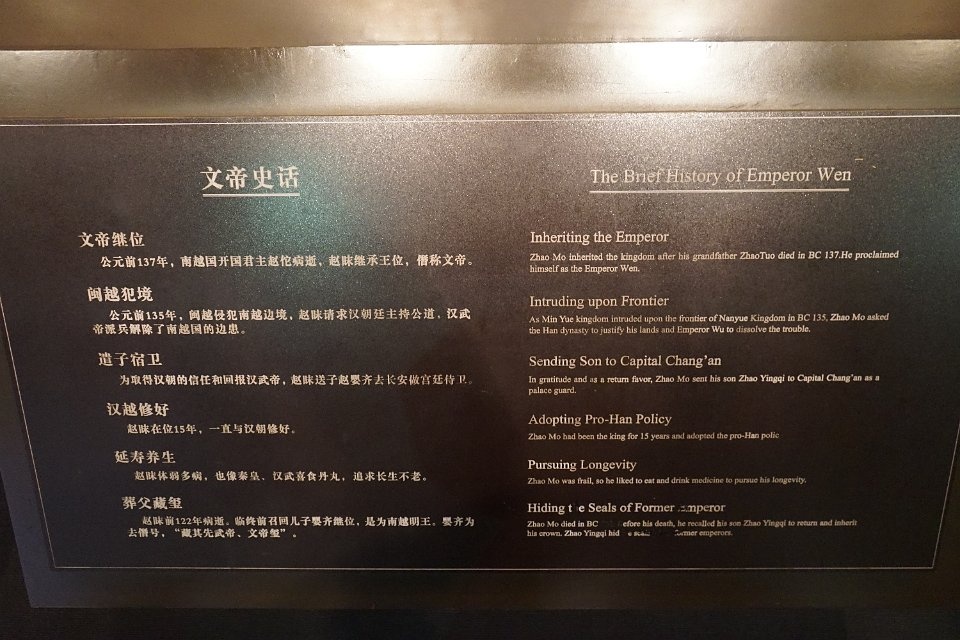 文帝史话
文帝继位
公元前137年，南越国开国君主赵佗病逝，赵眜继承王位，僭称文帝。
闽越犯境
公元前135年，闽越侵犯南越边境，赵眜请求汉朝廷主持公道，汉武
帝派兵解除了南越国的边患。
遣子宿卫
为取得汉朝的信任和回报汉武帝，赵眜送子赵婴齐去长安做宫廷侍卫。
汉越修好
赵眜在位15年，一直与汉朝修好。
延寿养生
赵眜体弱多病，也像秦皇、汉武喜食丹丸，追求长生不老。
葬父藏玺
赵眜前122年病逝。临终前召回儿子婴齐继位，是为南越明王。婴齐为
去僭号，“藏其先武帝、文帝玺”。
The Brief History of Emperor Wen
Inheriting the Emperor
Zhao Mo inherited the kingdom after his grandfather ZhaoTuo died in BC 137.He proclaimed
himself as the Emperor Wen.
Intruding upon Frontier
As Min Yue kingdom intruded upon the frontier of Nanyue Kingdom in BC 135, Zhao Mo asked
the Han dynasty to justify his lands and Emperor Wu to dissolve the trouble.
Sending Son to Capital Chang'an
In gratitude and as a return favor, Zhao Mo sent his son Zhao Yingqi to Capital Chang'an as a
palace guard.
Adopting Pro-Han Policy
Zhao Mo had been the king for 15 years and adopted the pro-Han polic
Pursuing Longevity
Zhao Mo was frail, so he liked to eat and drink medicine to pursue his longevity.
Hiding t e Seals of Former mperor
Zhao Mo died in BC efore his death, he recalled his son Zhao Yingqi to return and inherit
his crown. Zhao Yingqi hid e seal ormer emperors.